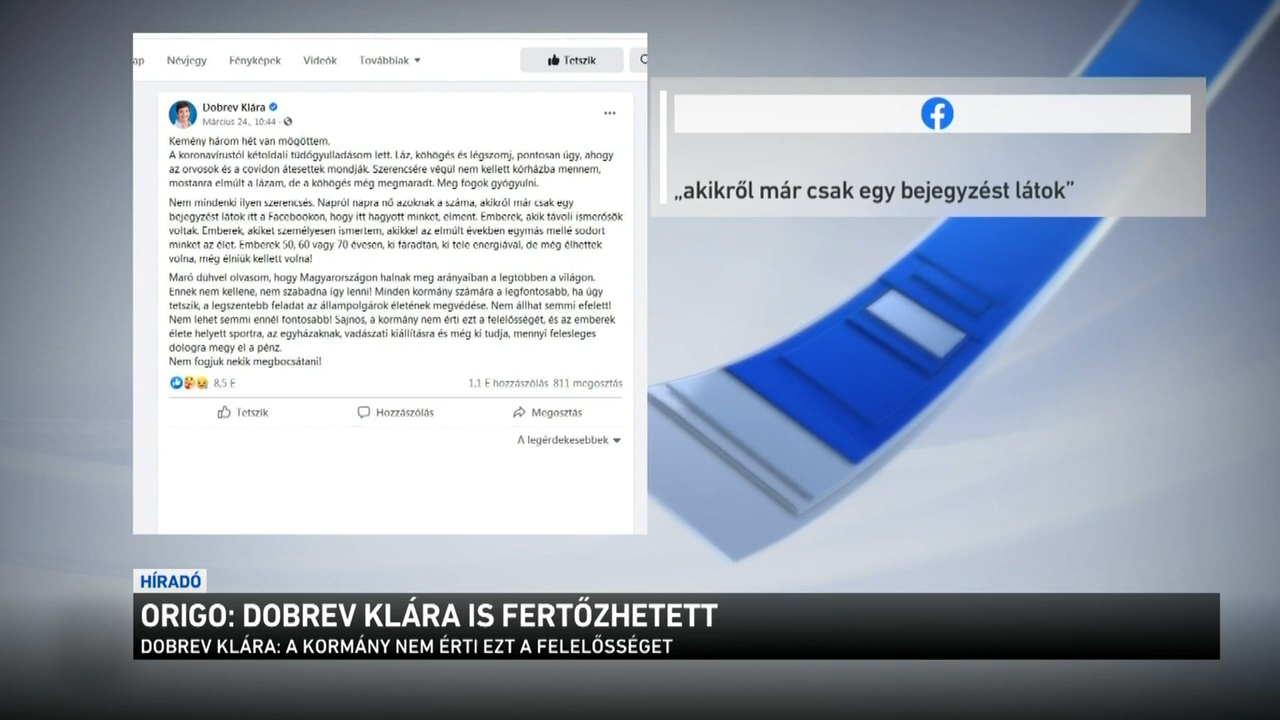 ap Névjegy Fényképek Videók Továbbiak Tetszik
Dobrev Klára
Március 24., 10:44 ·
Kemény három hét van mögöttem.
A koronavírustól kétoldali tüdőgyulladásom lett. Láz, köhögés és légszomj, pontosan úgy, ahogy
az orvosok és a covidon átesettek mondják. Szerencsére végül nem kellett kórházba mennem,
mostanra elmúlt a lázam, de a köhögés még megmaradt. Meg fogok gyógyulni.
Nem mindenki ilyen szerencsés. Napról napra nő azoknak a száma, akikről már csak egy
bejegyzést látok itt a Facebookon, hogy itt hagyott minket, elment. Emberek, akik távoli ismerősök
voltak. Emberek, akiket személyesen ismertem, akikkel az elmúlt években egymás mellé sodort
minket az élet. Emberek 50, 60 vagy 70 évesen, ki fáradtan, ki tele energiával, de még élhettek
volna, még élniük kellett volna!
Maró dühvel olvasom, hogy Magyarországon halnak meg arányaiban a legtöbben a világon.
Ennek nem kellene, nem szabadna így lenni! Minden kormány számára a legfontosabb, ha úgy
tetszik, a legszentebb feladat az állampolgárok életének megvédése. Nem állhat semmi efelett!
Nem lehet semmi ennél fontosabb! Sajnos, a kormány nem érti ezt a felelősségét, és az emberek
élete helyett sportra, az egyházaknak, vadászati kiállításra és még ki tudja, mennyi felesleges
dologra megy el a pénz.
Nem fogjuk nekik megbocsátani!
8,5 E 1,1 E hozzászólás 811 megosztás
Tetszik Hozzászólás Megosztás
A legérdekesebbek
„akikről már csak egy bejegyzést látok”
HÍRADÓ
ORIGO: DOBREV KLÁRA IS FERTŐZHETETT
DOBREV KLÁRA: A KORMÁNY NEM ÉRTI EZT A FELELŐSSÉGET